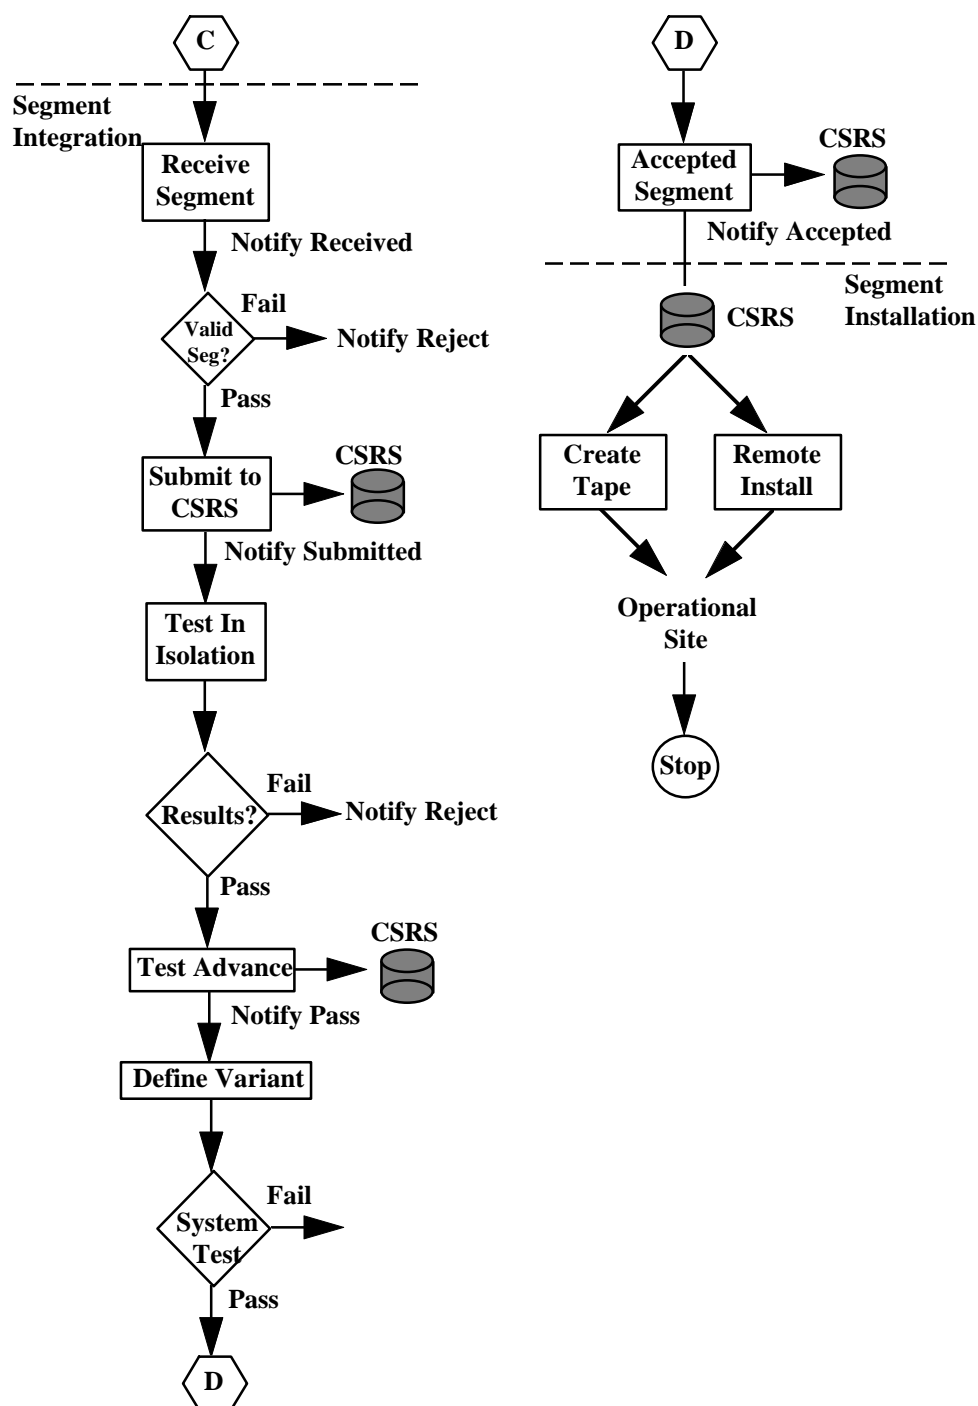 C
Segment
Integration
Receive
Segment
Notify Received
Fail
Valid
Seg?
Notify Reject
Pass
CSRS
Submit to
CSRS
Notify Submitted
Test In
Isolation
Fail
Results?
Notify Reject
Pass
CSRS
Test Advance
Notify Pass
Define Variant
Fail
System
Test
Pass
D
D
CSRS
Accepted
Segment
Notify Accepted
Segment
Installation
CSRS
Create
Tape
Remote
Install
Operational
Site
Stop